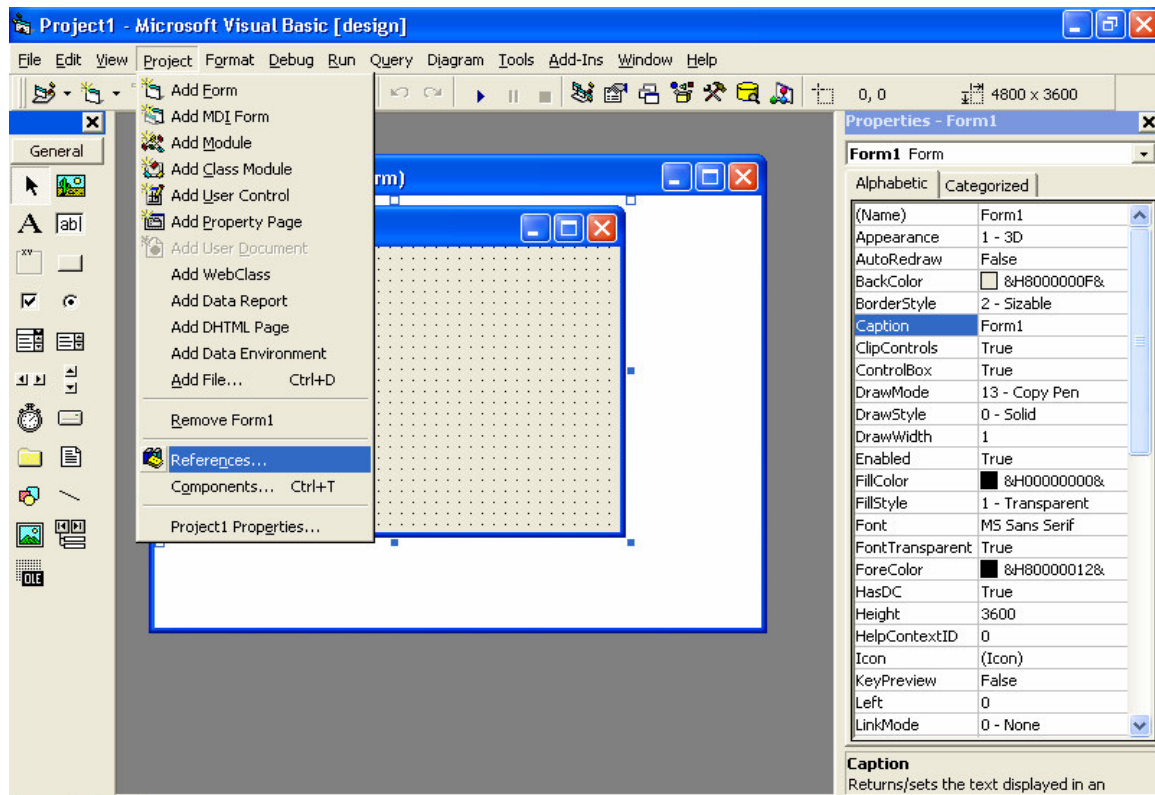 Project1 - Microsoft Visual Basic [design]
File Edit View Project Format Debug Run Query Diagram Tools Add-Ins Window Help
0, 0 4800 x 3600
General
A ab|
XY
OLE
Add Form
Add MDI Form
Add Module
Add Class Module
Add User Control
Add Property Page
Add User Document
Add WebClass
Add Data Report
Add DHTML Page
Add Data Environment
Add File... Ctrl+D
Remove Form1
References...
Components... Ctrl+T
Project1 Properties...
rm)
Properties - Form1
Form1 Form
Alphabetic Categorized
(Name) Form1
Appearance 1 - 3D
AutoRedraw False
BackColor &H8000000F&
BorderStyle 2 - Sizable
Caption Form1
ClipControls True
ControlBox True
DrawMode 13 - Copy Pen
DrawStyle 0 - Solid
DrawWidth 1
Enabled True
FillColor &H00000000&
FillStyle 1 - Transparent
Font MS Sans Serif
FontTransparent True
ForeColor &H80000012&
HasDC True
Height 3600
HelpContextID 0
Icon (Icon)
KeyPreview False
Left 0
LinkMode 0 - None
Caption
Returns/sets the text displayed in an